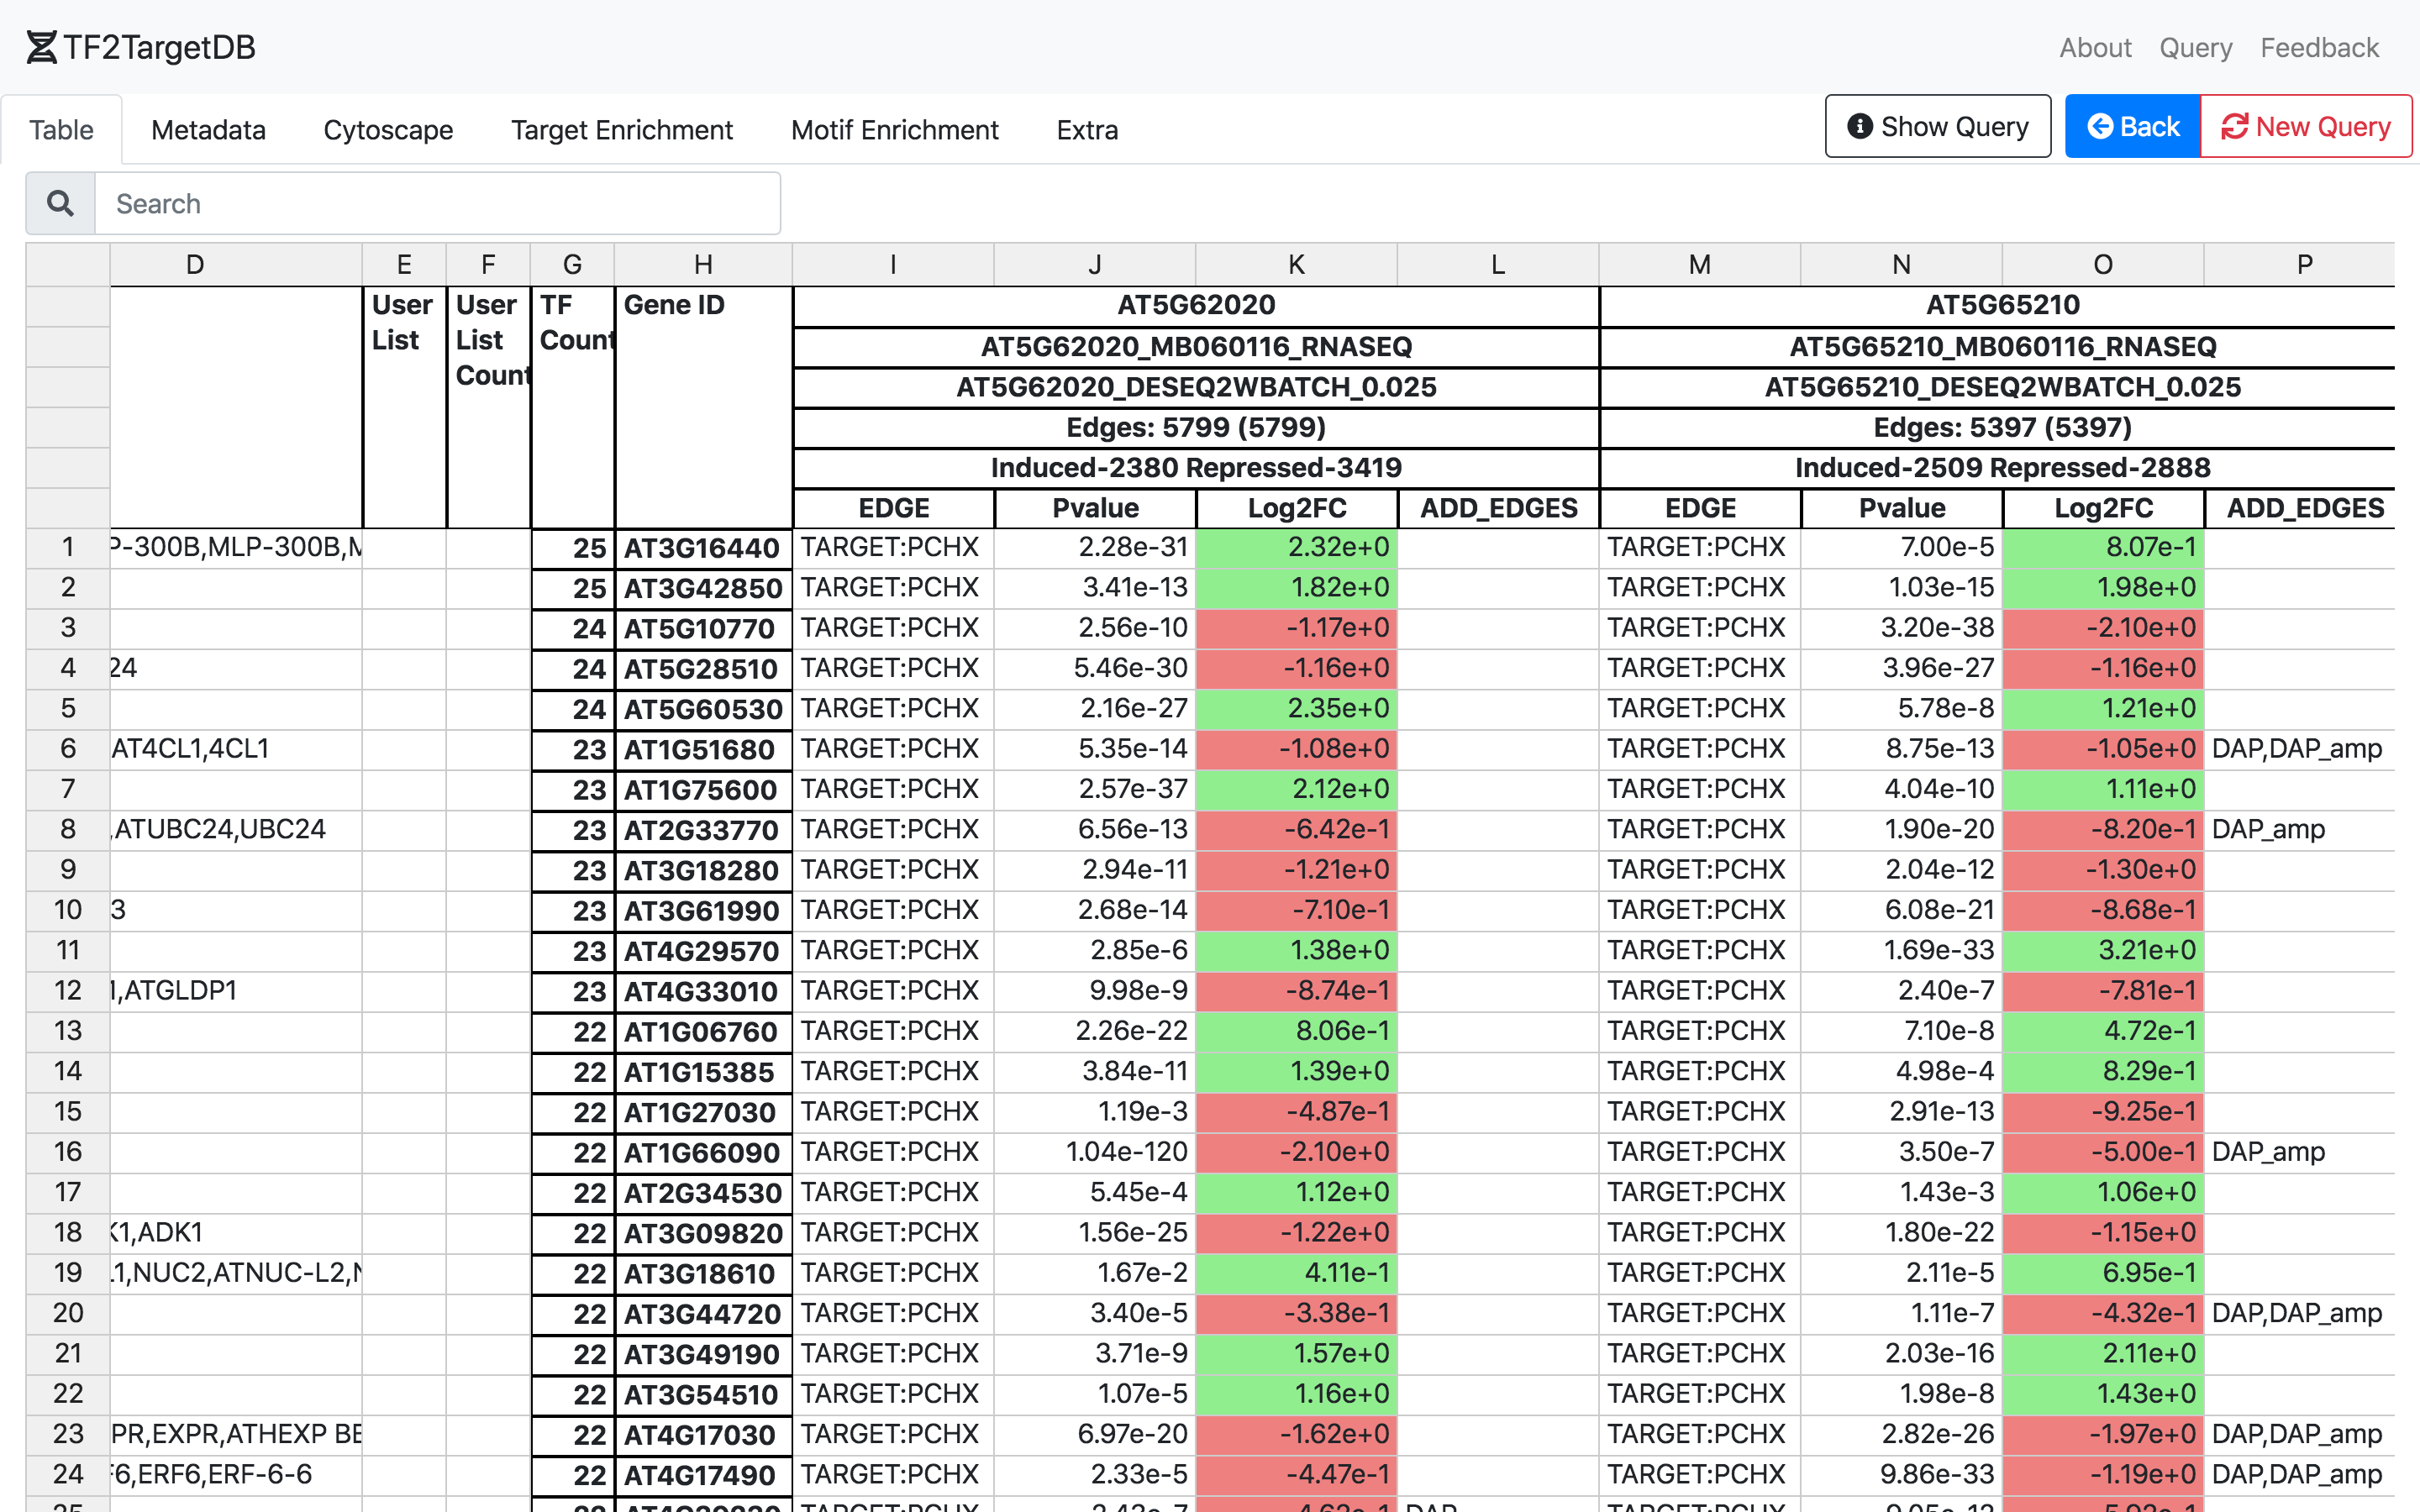 TF2TargetDB
About Query Feedback
Table Metadata Cytoscape Target Enrichment Motif Enrichment Extra
Show Query Back New Query
Search
D E F G H I J K L M N O P
User List User List Count TF Count Gene ID AT5G62020 AT5G65210
AT5G62020_MB060116_RNASEQ AT5G65210_MB060116_RNASEQ
AT5G62020_DESEQ2WBATCH_0.025 AT5G65210_DESEQ2WBATCH_0.025
Edges: 5799 (5799) Edges: 5397 (5397)
Induced-2380 Repressed-3419 Induced-2509 Repressed-2888
EDGE Pvalue Log2FC ADD_EDGES EDGE Pvalue Log2FC ADD_EDGES
1 P-300B,MLP-300B,M 25 AT3G16440 TARGET:PCHX 2.28e-31 2.32e+0 TARGET:PCHX 7.00e-5 8.07e-1
2 25 AT3G42850 TARGET:PCHX 3.41e-13 1.82e+0 TARGET:PCHX 1.03e-15 1.98e+0
3 24 AT5G10770 TARGET:PCHX 2.56e-10 -1.17e+0 TARGET:PCHX 3.20e-38 -2.10e+0
4 24 24 AT5G28510 TARGET:PCHX 5.46e-30 -1.16e+0 TARGET:PCHX 3.96e-27 -1.16e+0
5 24 AT5G60530 TARGET:PCHX 2.16e-27 2.35e+0 TARGET:PCHX 5.78e-8 1.21e+0
6 AT4CL1,4CL1 23 AT1G51680 TARGET:PCHX 5.35e-14 -1.08e+0 TARGET:PCHX 8.75e-13 -1.05e+0 DAP,DAP_amp
7 23 AT1G75600 TARGET:PCHX 2.57e-37 2.12e+0 TARGET:PCHX 4.04e-10 1.11e+0
8 ,ATUBC24,UBC24 23 AT2G33770 TARGET:PCHX 6.56e-13 -6.42e-1 TARGET:PCHX 1.90e-20 -8.20e-1 DAP_amp
9 23 AT3G18280 TARGET:PCHX 2.94e-11 -1.21e+0 TARGET:PCHX 2.04e-12 -1.30e+0
10 3 23 AT3G61990 TARGET:PCHX 2.68e-14 -7.10e-1 TARGET:PCHX 6.08e-21 -8.68e-1
11 23 AT4G29570 TARGET:PCHX 2.85e-6 1.38e+0 TARGET:PCHX 1.69e-33 3.21e+0
12 1,ATGLDP1 23 AT4G33010 TARGET:PCHX 9.98e-9 -8.74e-1 TARGET:PCHX 2.40e-7 -7.81e-1
13 22 AT1G06760 TARGET:PCHX 2.26e-22 8.06e-1 TARGET:PCHX 7.10e-8 4.72e-1
14 22 AT1G15385 TARGET:PCHX 3.84e-11 1.39e+0 TARGET:PCHX 4.98e-4 8.29e-1
15 22 AT1G27030 TARGET:PCHX 1.19e-3 -4.87e-1 TARGET:PCHX 2.91e-13 -9.25e-1
16 22 AT1G66090 TARGET:PCHX 1.04e-120 -2.10e+0 TARGET:PCHX 3.50e-7 -5.00e-1 DAP_amp
17 22 AT2G34530 TARGET:PCHX 5.45e-4 1.12e+0 TARGET:PCHX 1.43e-3 1.06e+0
18 K1,ADK1 22 AT3G09820 TARGET:PCHX 1.56e-25 -1.22e+0 TARGET:PCHX 1.80e-22 -1.15e+0
19 1,NUC2,ATNUC-L2,N 22 AT3G18610 TARGET:PCHX 1.67e-2 4.11e-1 TARGET:PCHX 2.11e-5 6.95e-1
20 22 AT3G44720 TARGET:PCHX 3.40e-5 -3.38e-1 TARGET:PCHX 1.11e-7 -4.32e-1 DAP,DAP_amp
21 22 AT3G49190 TARGET:PCHX 3.71e-9 1.57e+0 TARGET:PCHX 2.03e-16 2.11e+0
22 22 AT3G54510 TARGET:PCHX 1.07e-5 1.16e+0 TARGET:PCHX 1.98e-8 1.43e+0
23 PR,EXPR,ATHEXP BE 22 AT4G17030 TARGET:PCHX 6.97e-20 -1.62e+0 TARGET:PCHX 2.82e-26 -1.97e+0 DAP,DAP_amp
24 F6,ERF6,ERF-6-6 22 AT4G17490 TARGET:PCHX 2.33e-5 -4.47e-1 TARGET:PCHX 9.86e-33 -1.19e+0 DAP,DAP_amp